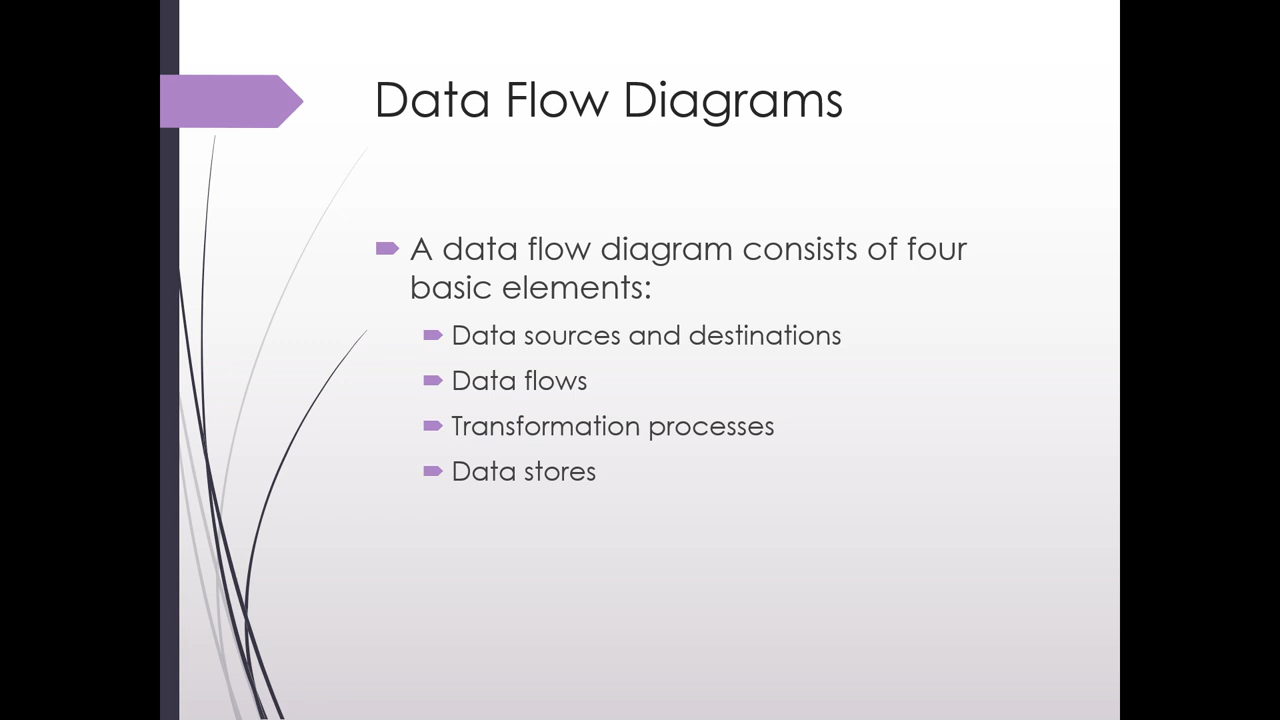 Data Flow Diagrams
A data flow diagram consists of four
basic elements:
Data sources and destinations
Data flows
Transformation processes
Data stores